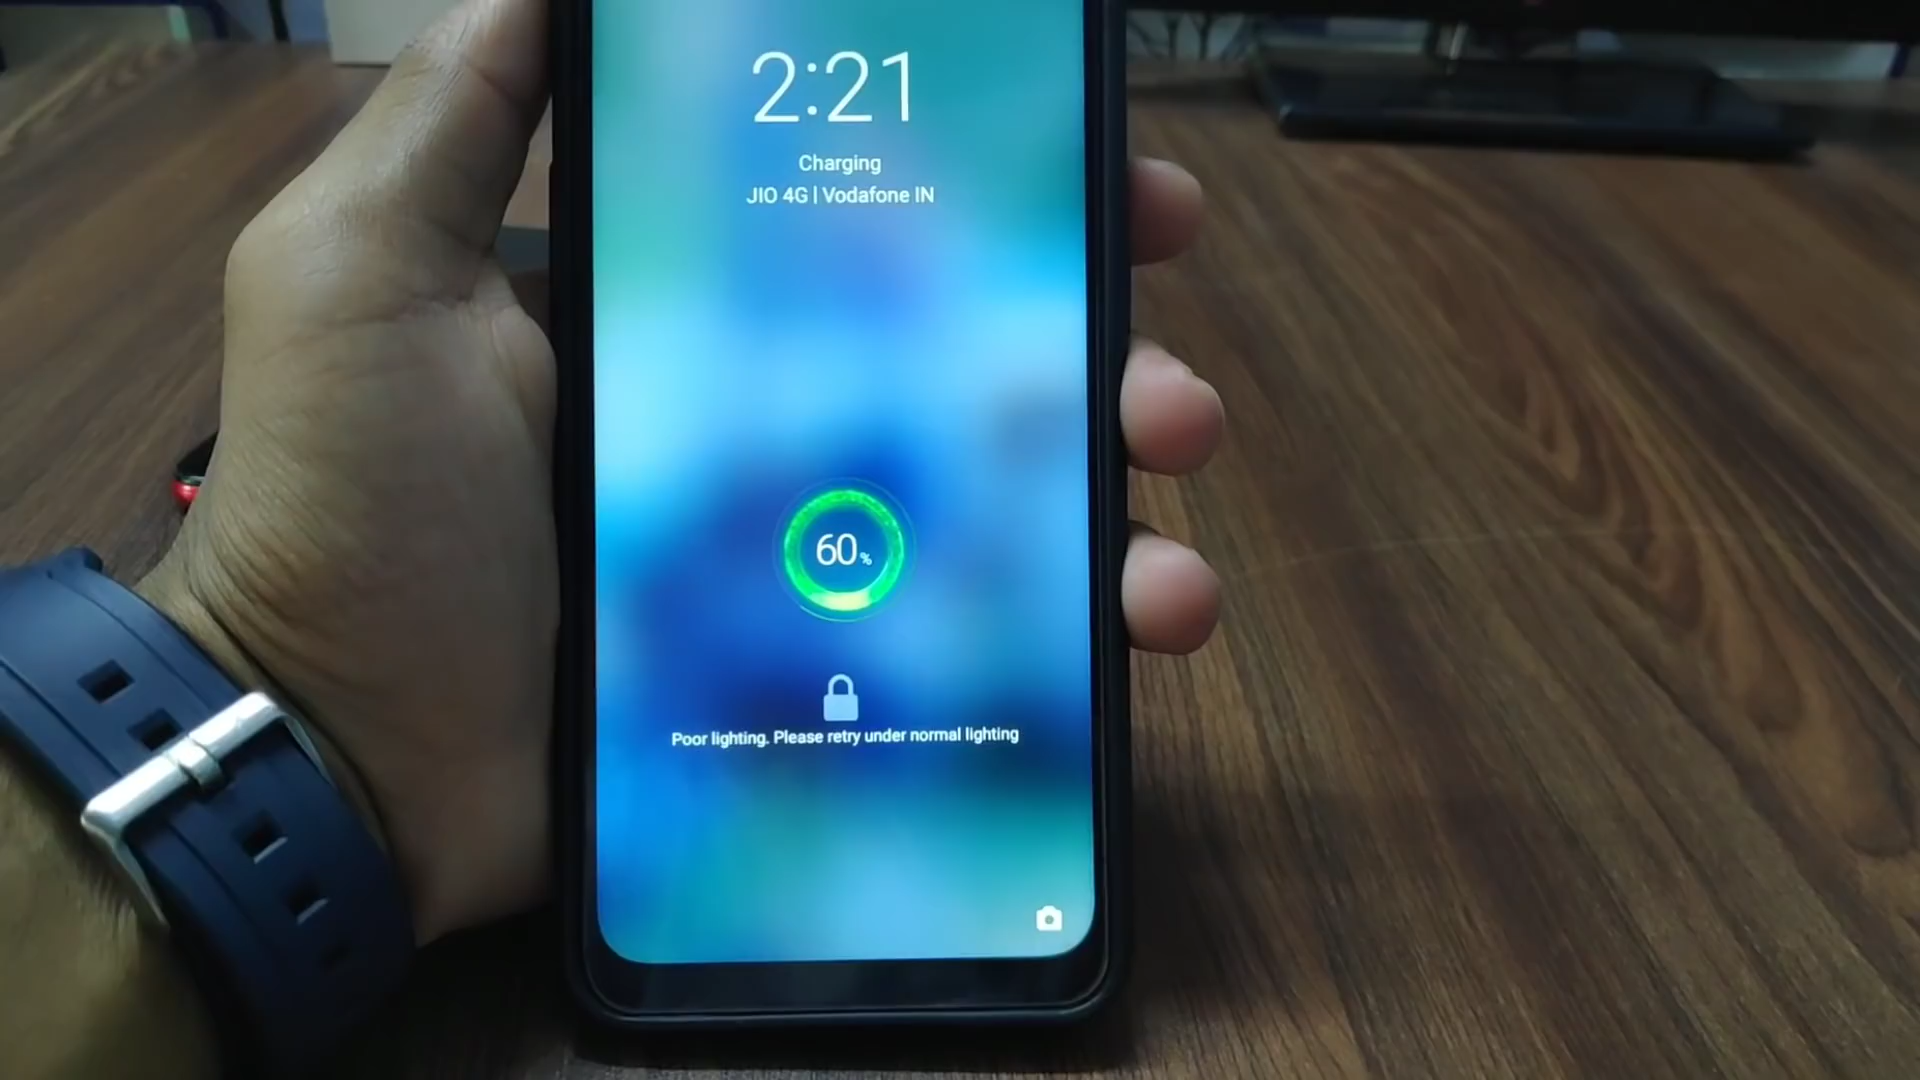 2:21
Charging
JIO 4G | Vodafone IN
60%
Poor lighting. Please retry under normal lighting